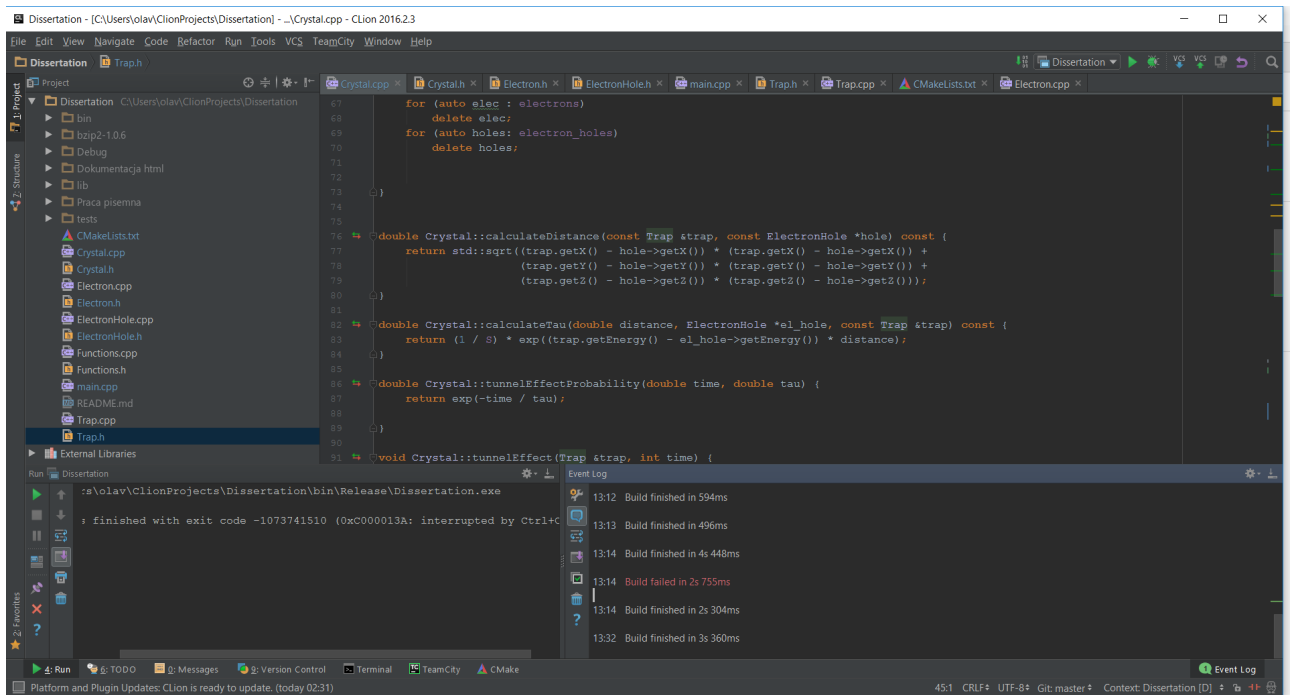 Dissertation - [C:\Users\olav\ClionProjects\Dissertation] - ...\Crystal.cpp - CLion 2016.2.3
File Edit View Navigate Code Refactor Run Tools VCS TeamCity Window Help
Dissertation Trap.h Dissertation VCS VCS
Project Crystal.cpp Crystal.h Electron.h ElectronHole.h main.cpp Trap.h Trap.cpp CMakeLists.txt Electron.cpp
1: Project
Z: Structure
2: Favorites
Dissertation C:\Users\olav\ClionProjects\Dissertation
bin
bzip2-1.0.6
Debug
Dokumentacja html
lib
Praca pisemna
tests
CMakeLists.txt
Crystal.cpp
Crystal.h
Electron.cpp
Electron.h
ElectronHole.cpp
ElectronHole.h
Functions.cpp
Functions.h
main.cpp
README.md
Trap.cpp
Trap.h
External Libraries
67 for (auto elec : electrons)
68 delete elec;
69 for (auto holes: electron_holes)
70 delete holes;
71
72
73 }
74
75
76 double Crystal::calculateDistance(const Trap &trap, const ElectronHole *hole) const {
77 return std::sqrt((trap.getX() - hole->getX()) * (trap.getX() - hole->getX()) +
78 (trap.getY() - hole->getY()) * (trap.getY() - hole->getY()) +
79 (trap.getZ() - hole->getZ()) * (trap.getZ() - hole->getZ()));
80 }
81
82 double Crystal::calculateTau(double distance, ElectronHole *el_hole, const Trap &trap) const {
83 return (1 / S) * exp((trap.getEnergy() - el_hole->getEnergy()) * distance);
84 }
85
86 double Crystal::tunnelEffectProbability(double time, double tau) {
87 return exp(-time / tau);
88
89 }
90
91 void Crystal::tunnelEffect(Trap &trap, int time) {
Run Dissertation
:s\olav\ClionProjects\Dissertation\bin\Release\Dissertation.exe
; finished with exit code -1073741510 (0xC000013A: interrupted by Ctrl+C
Event Log
13:12 Build finished in 594ms
13:13 Build finished in 496ms
13:14 Build finished in 4s 448ms
13:14 Build failed in 2s 755ms
13:14 Build finished in 2s 304ms
13:32 Build finished in 3s 360ms
4: Run 6: TODO 0: Messages 9: Version Control Terminal TeamCity CMake 1 Event Log
Platform and Plugin Updates: CLion is ready to update. (today 02:31) 45:1 CRLF UTF-8 Git: master Context: Dissertation [D]